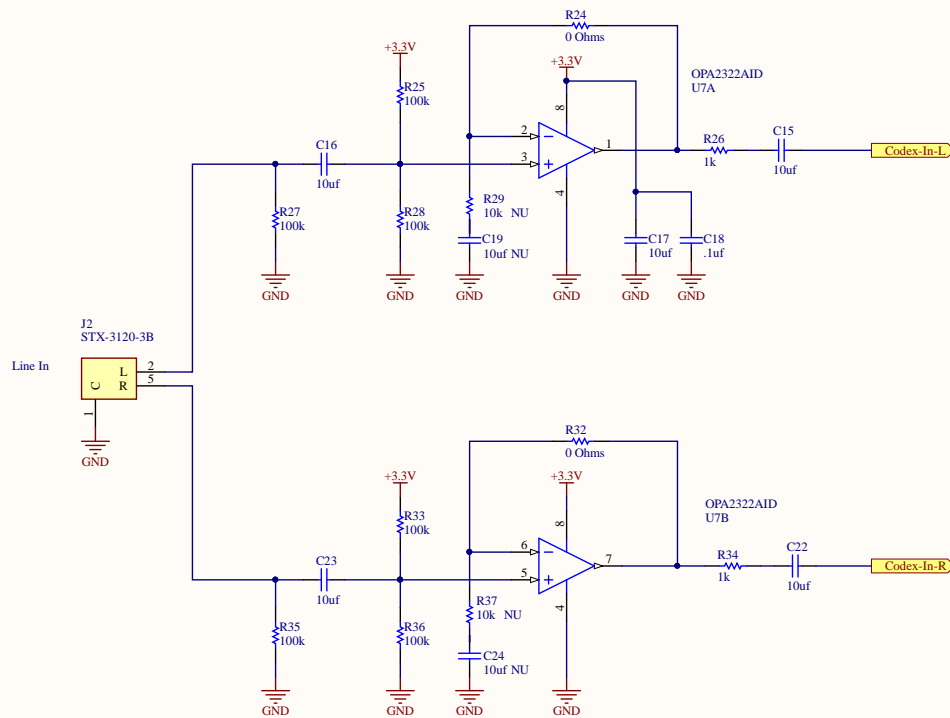 R24
0 Ohms
+3.3V
+3.3V
OPA2322AID
U7A
R25
100k
8
C16
10uf
2
3
1
R26
1k
C15
10uf
Codex-In-L
R27
100k
R28
100k
R29
10k NU
4
C19
10uf NU
C17
10uf
C18
.1uf
GND
GND
GND
GND
GND
GND
J2
STX-3120-3B
Line In
L
R
C
2
5
1
GND
R32
0 Ohms
+3.3V
+3.3V
OPA2322AID
U7B
R33
100k
8
C23
10uf
6
5
7
R34
1k
C22
10uf
Codex-In-R
R35
100k
R36
100k
R37
10k NU
4
C24
10uf NU
GND
GND
GND
GND